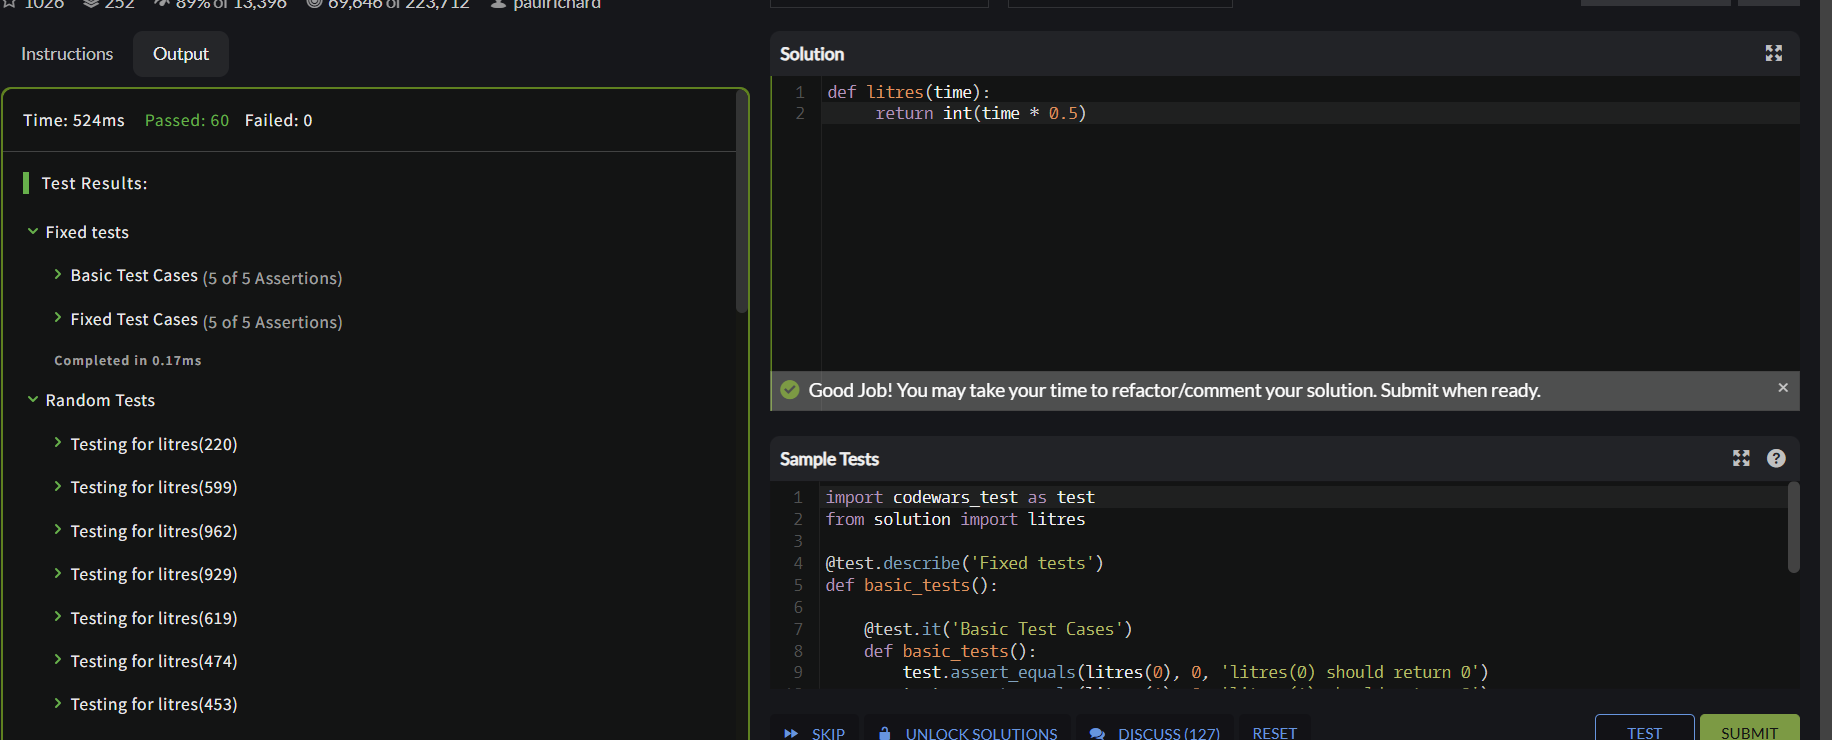 1026 252 89% of 13,396 69,646 of 223,712 paulrichard
Instructions Output
Time: 524ms Passed: 60 Failed: 0
Test Results:
Fixed tests
Basic Test Cases (5 of 5 Assertions)
Fixed Test Cases (5 of 5 Assertions)
Completed in 0.17ms
Random Tests
Testing for litres(220)
Testing for litres(599)
Testing for litres(962)
Testing for litres(929)
Testing for litres(619)
Testing for litres(474)
Testing for litres(453)
Solution
1 def litres(time):
2 return int(time * 0.5)
Good Job! You may take your time to refactor/comment your solution. Submit when ready.
Sample Tests
1 import codewars_test as test
2 from solution import litres
3
4 @test.describe('Fixed tests')
5 def basic_tests():
6
7 @test.it('Basic Test Cases')
8 def basic_tests():
9 test.assert_equals(litres(0), 0, 'litres(0) should return 0')
SKIP UNLOCK SOLUTIONS DISCUSS (127) RESET TEST SUBMIT